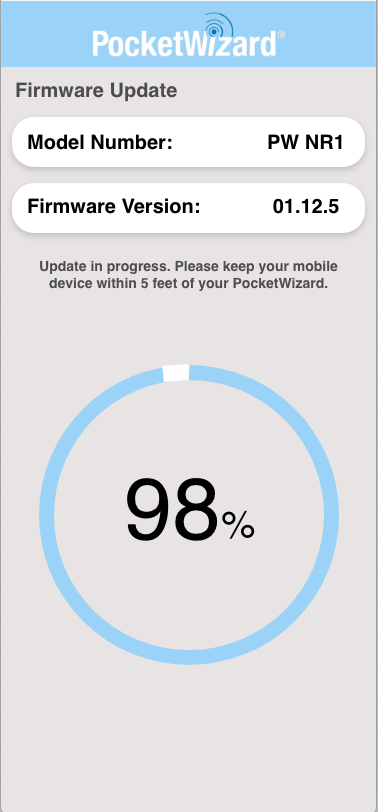 PocketWizard®
Firmware Update
Model Number: PW NR1
Firmware Version: 01.12.5
Update in progress. Please keep your mobile
device within 5 feet of your PocketWizard.
98%